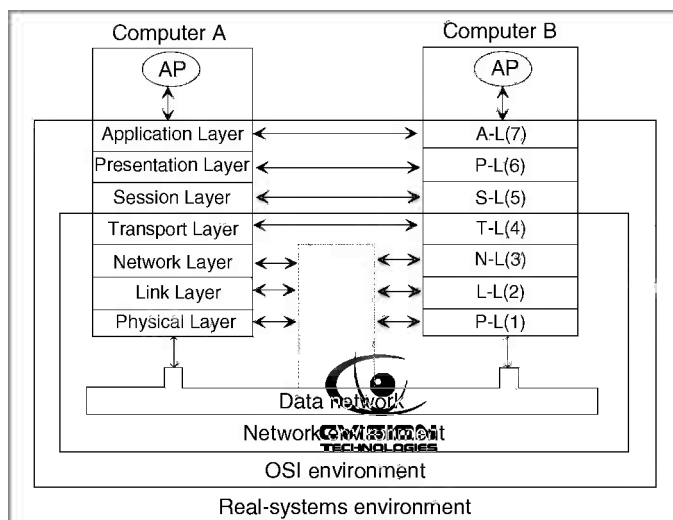 Computer A
Computer B
AP
AP
Application Layer
A-L(7)
Presentation Layer
P-L(6)
Session Layer
S-L(5)
Transport Layer
T-L(4)
Network Layer
N-L(3)
Link Layer
L-L(2)
Physical Layer
P-L(1)
Data network
Network environment
CVISION
TECHNOLOGIES
OSI environment
Real-systems environment